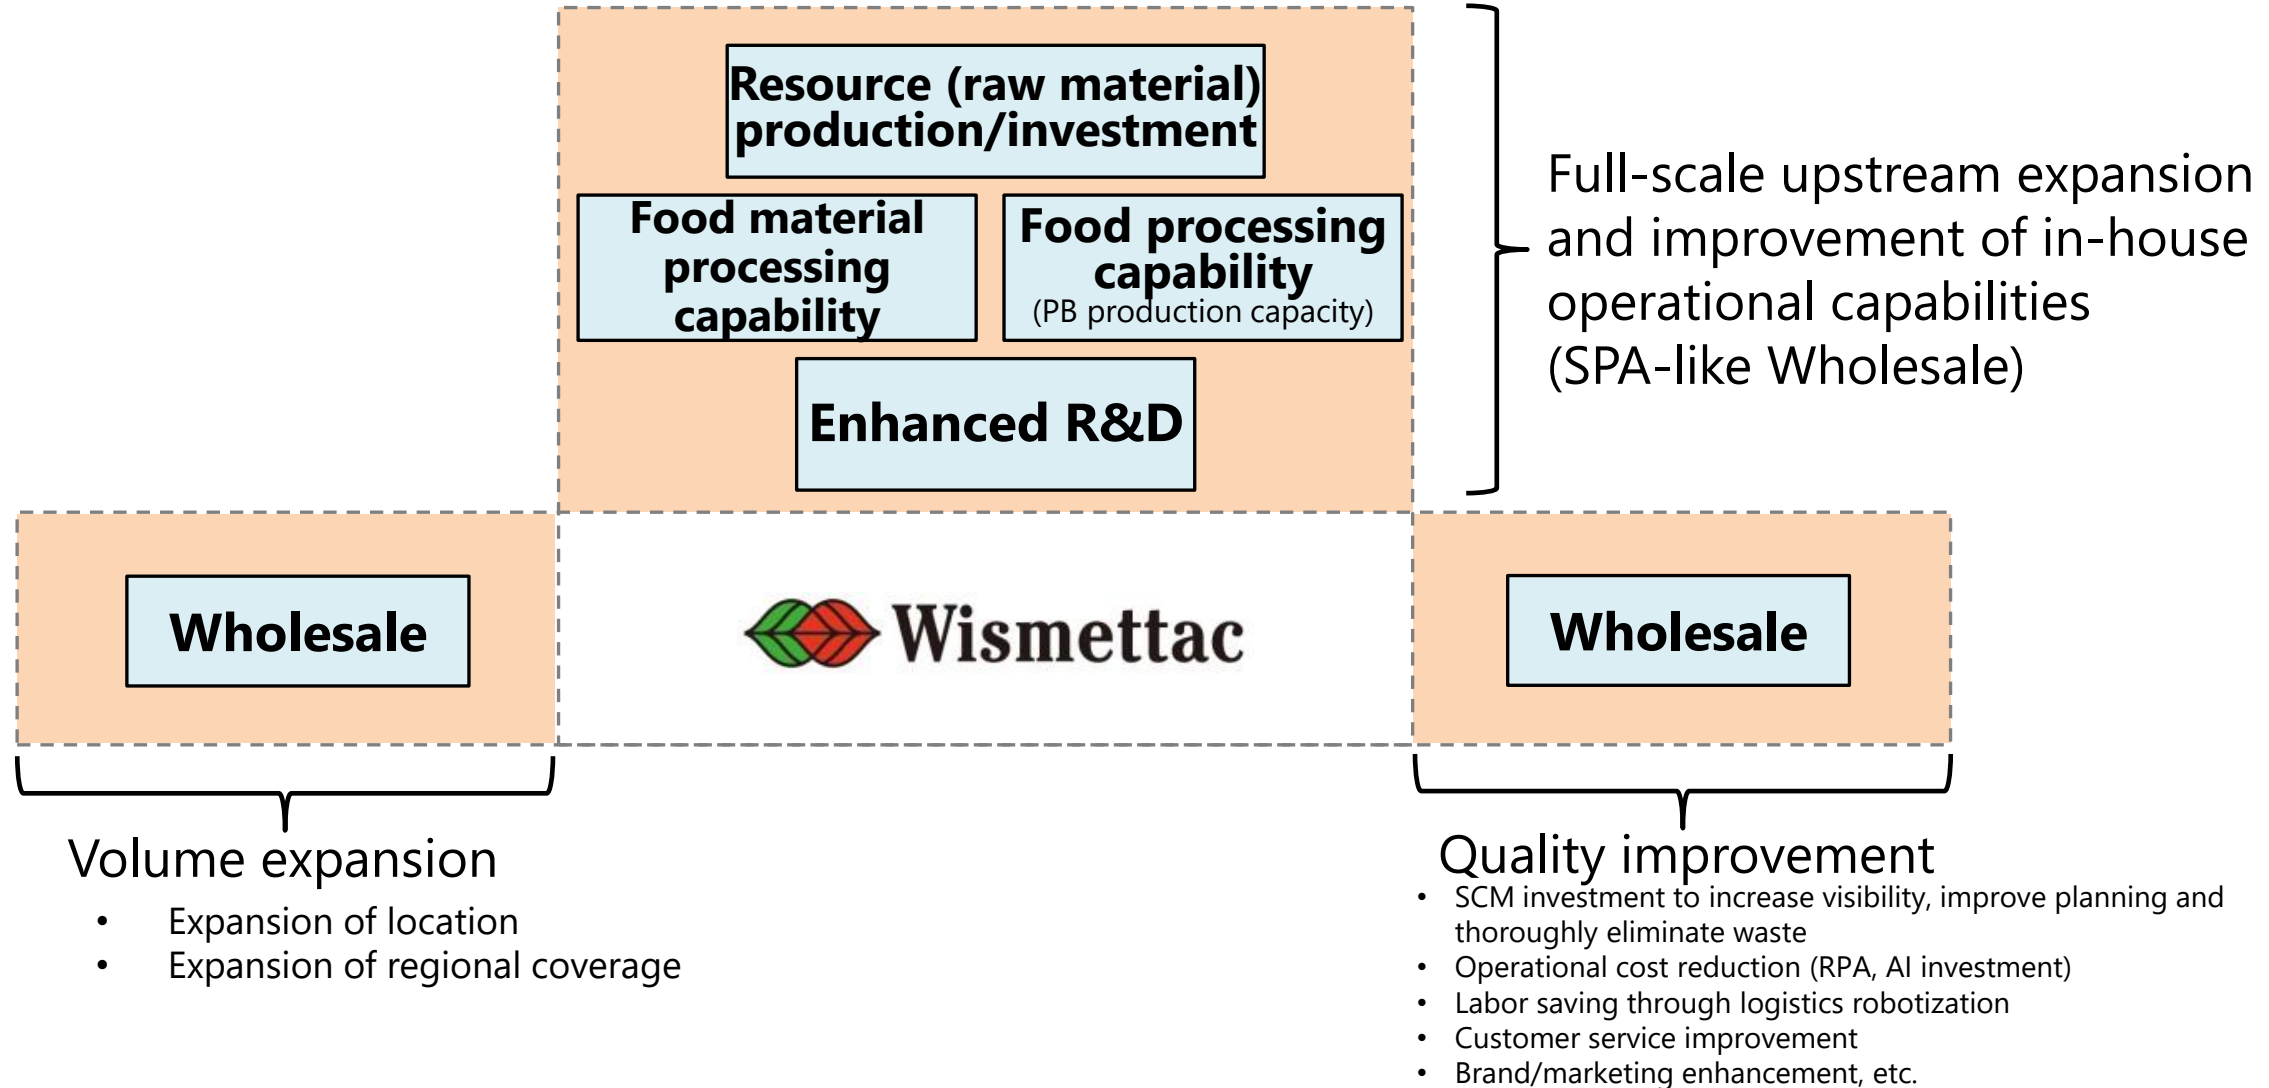 Resource (raw material)
production/investment
Food material
processing
capability
Food processing
capability
(PB production capacity)
Enhanced R&D
Full-scale upstream expansion
and improvement of in-house
operational capabilities
(SPA-like Wholesale)
Wholesale
Wismettac
Wholesale
Volume expansion
• Expansion of location
• Expansion of regional coverage
Quality improvement
• SCM investment to increase visibility, improve planning and
thoroughly eliminate waste
• Operational cost reduction (RPA, AI investment)
• Labor saving through logistics robotization
• Customer service improvement
• Brand/marketing enhancement, etc.